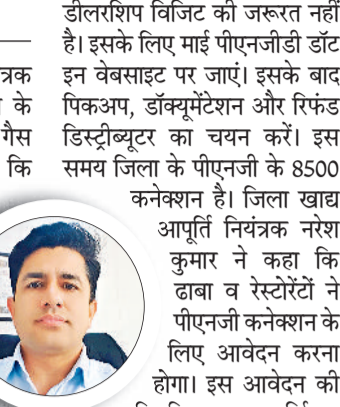 डीलरशिप विजिट की जरूरत नहीं
है। इसके लिए माई पीएनजीडी डॉट
इन वेबसाइट पर जाएं। इसके बाद
पिकअप, डॉक्यूमेंटेशन और रिफंड
डिस्ट्रीब्यूटर का चयन करें। इस
समय जिला के पीएनजी के 8500
कनेक्शन है। जिला खाद्य
आपूर्ति नियंत्रक नरेश
कुमार ने कहा कि
ढाबा व रेस्टोरेंटों ने
पीएनजी कनेक्शन के
लिए आवेदन करना
होगा। इस आवेदन की
त्रक
के
गैस
कि